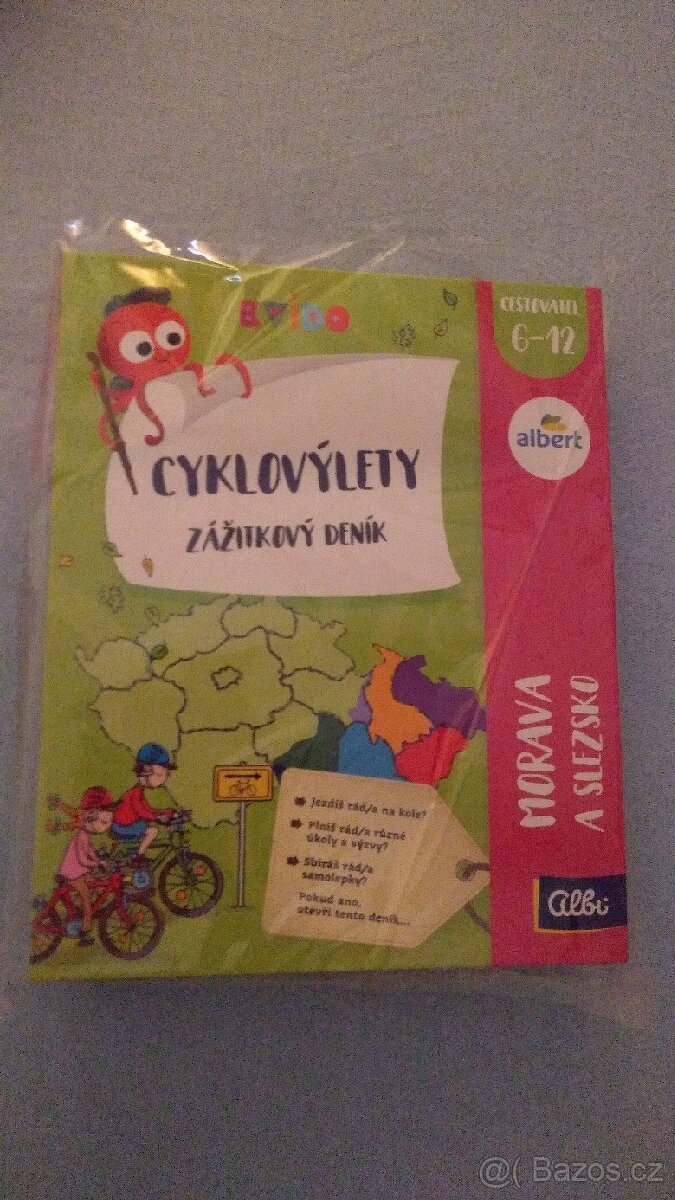 KVÍDO
CESTOVATEL
6-12
albert
CYKLOVÝLETY
ZÁŽITKOVÝ DENÍK
MORAVA
A SLEZSKO
➡ Jezdíš rád/a na kole?
➡ Plníš rád/a různé
úkoly a výzvy?
➡ Sbíráš rád/a
samolepky?
Pokud ano,
otevři tento deník...
albi
@( Bazos.cz